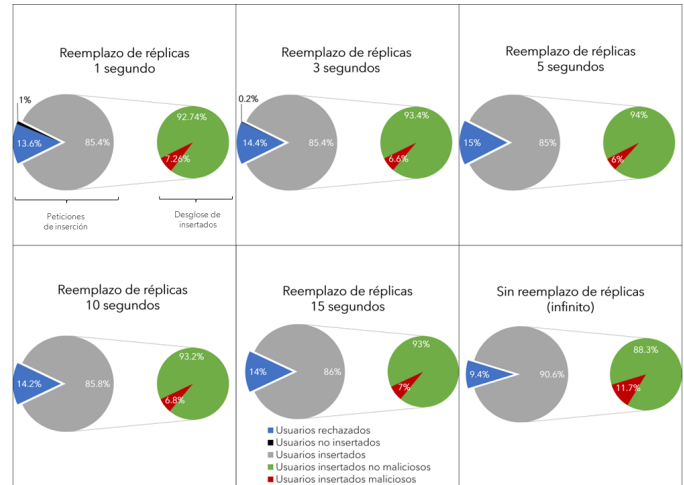 Reemplazo de réplicas
1 segundo
1%
13.6%
85.4%
92.74%
7.26%
Peticiones
de inserción
Desglose de
insertados
Reemplazo de réplicas
3 segundos
0.2%
14.4%
85.4%
93.4%
6.6%
Reemplazo de réplicas
5 segundos
15%
85%
94%
6%
Reemplazo de réplicas
10 segundos
14.2%
85.8%
93.2%
6.8%
Reemplazo de réplicas
15 segundos
14%
86%
93%
7%
Sin reemplazo de réplicas
(infinito)
9.4%
90.6%
88.3%
11.7%
Usuarios rechazados
Usuarios no insertados
Usuarios insertados
Usuarios insertados no maliciosos
Usuarios insertados maliciosos